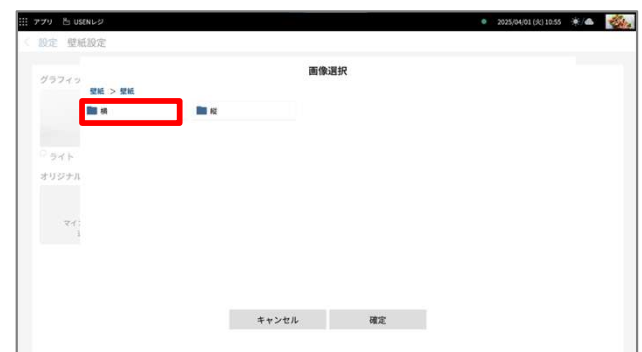 アプリ USENレジ 2025/04/01 (火) 10:55
設定 壁紙設定
画像選択
グラフィッ
壁紙 ＞ 壁紙
横 縦
ライト
オリジナル
マイ
キャンセル 確定